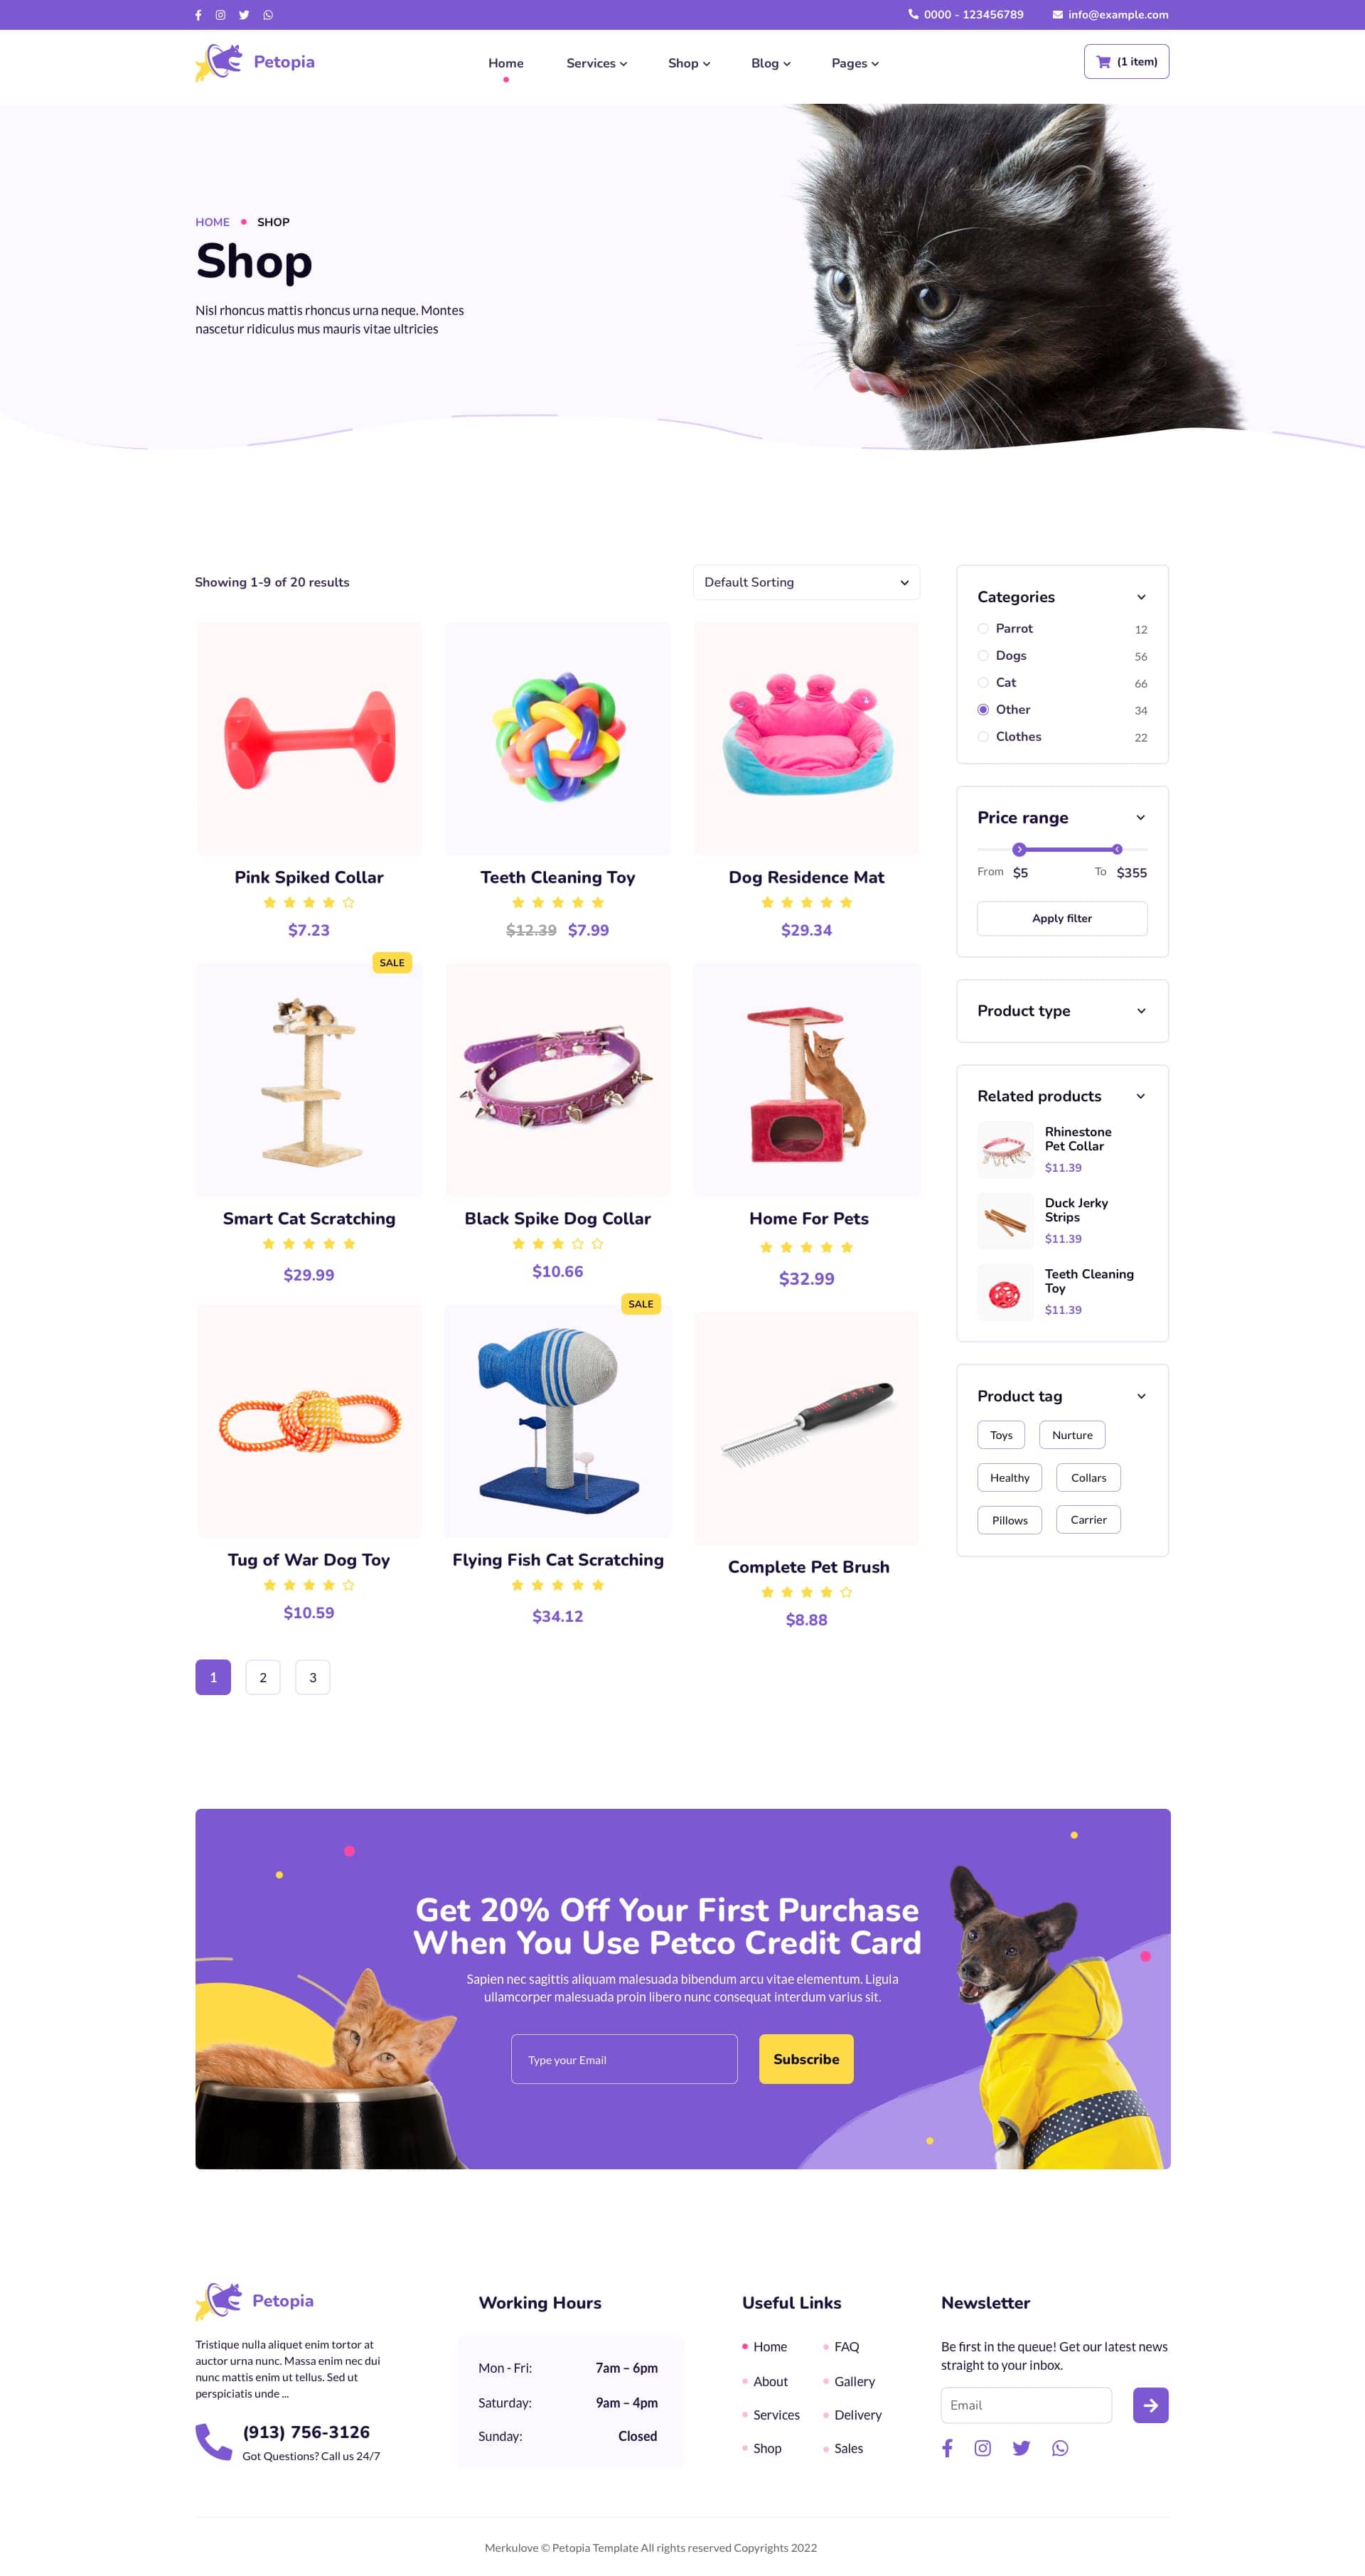 0000 - 123456789
info@example.com
Petopia
Home
Services
Shop
Blog
Pages
(1 item)
HOME
SHOP
Shop
Nisl rhoncus mattis rhoncus urna neque. Montes
nascetur ridiculus mus mauris vitae ultricies
Showing 1-9 of 20 results
Default Sorting
Pink Spiked Collar
$7.23
Teeth Cleaning Toy
$12.39 $7.99
Dog Residence Mat
$29.34
SALE
Smart Cat Scratching
$29.99
Black Spike Dog Collar
$10.66
Home For Pets
$32.99
Tug of War Dog Toy
$10.59
SALE
Flying Fish Cat Scratching
$34.12
Complete Pet Brush
$8.88
1
2
3
Categories
Parrot 12
Dogs 56
Cat 66
Other 34
Clothes 22
Price range
From $5 To $355
Apply filter
Product type
Related products
Rhinestone
Pet Collar
$11.39
Duck Jerky
Strips
$11.39
Teeth Cleaning
Toy
$11.39
Product tag
Toys
Nurture
Healthy
Collars
Pillows
Carrier
Get 20% Off Your First Purchase
When You Use Petco Credit Card
Sapien nec sagittis aliquam malesuada bibendum arcu vitae elementum. Ligula
ullamcorper malesuada proin libero nunc consequat interdum varius sit.
Type your Email
Subscribe
Petopia
Tristique nulla aliquet enim tortor at
auctor urna nunc. Massa enim nec dui
nunc mattis enim ut tellus. Sed ut
perspiciatis unde ...
(913) 756-3126
Got Questions? Call us 24/7
Working Hours
Mon - Fri: 7am – 6pm
Saturday: 9am – 4pm
Sunday: Closed
Useful Links
Home
About
Services
Shop
FAQ
Gallery
Delivery
Sales
Newsletter
Be first in the queue! Get our latest news
straight to your inbox.
Email
Merkulove © Petopia Template All rights reserved Copyrights 2022